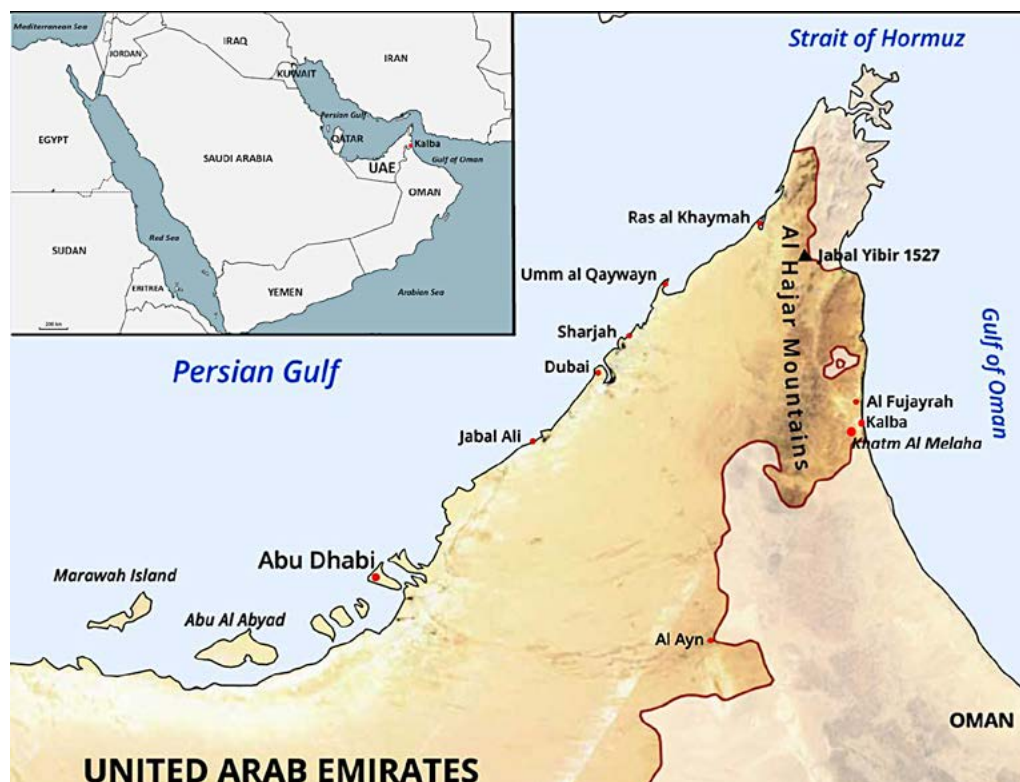 Mediterranean Sea
JORDAN
IRAQ
IRAN
KUWAIT
EGYPT
Persian Gulf
QATAR
Kalba
SAUDI ARABIA
UAE
Gulf of Oman
OMAN
Red Sea
SUDAN
ERITREA
YEMEN
Arabian Sea
200 km
Strait of Hormuz
Ras al Khaymah
Jabal Yibir 1527
Al Hajar Mountains
Umm al Qaywayn
Sharjah
Persian Gulf
Dubai
Gulf of Oman
Al Fujayrah
Kalba
Khatm Al Melaha
Jabal Ali
Abu Dhabi
Marawah Island
Abu Al Abyad
Al Ayn
OMAN
UNITED ARAB EMIRATES